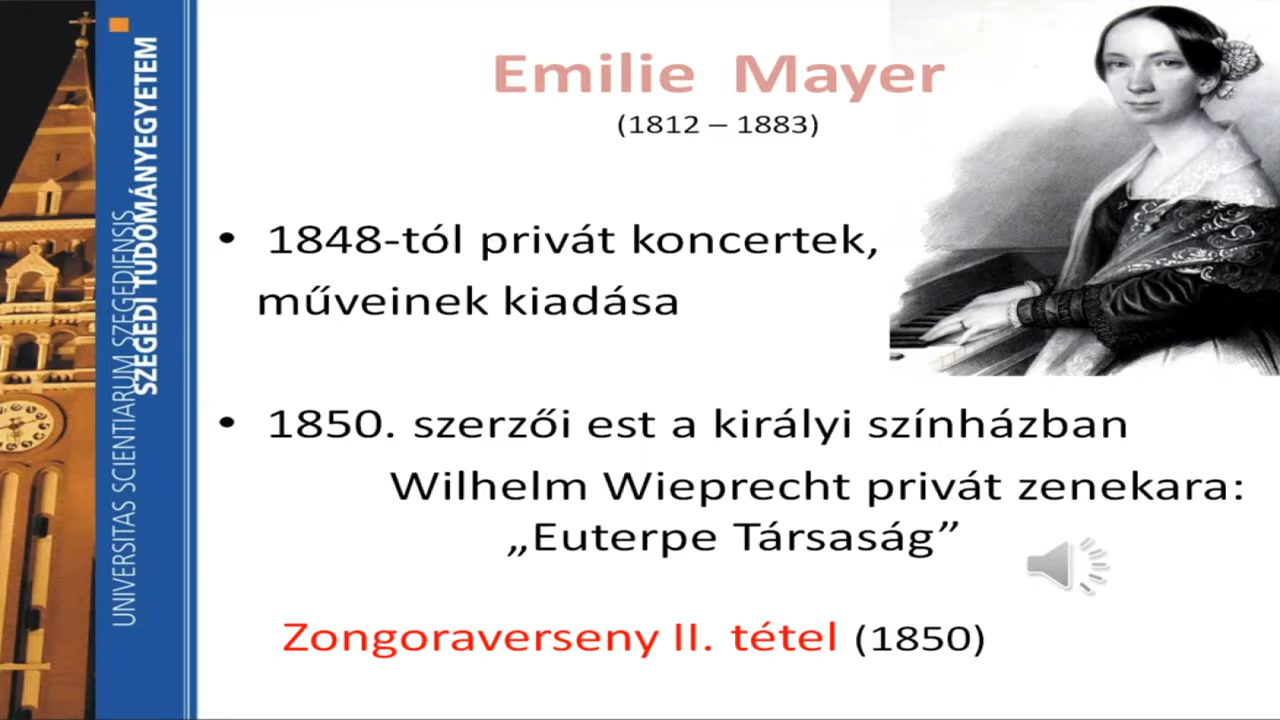 UNIVERSITAS SCIENTIARUM SZEGEDIENSIS
SZEGEDI TUDOMÁNYEGYETEM
Emilie Mayer
(1812 – 1883)
• 1848-tól privát koncertek,
műveinek kiadása
• 1850. szerzői est a királyi színházban
Wilhelm Wieprecht privát zenekara:
„Euterpe Társaság”
Zongoraverseny II. tétel (1850)